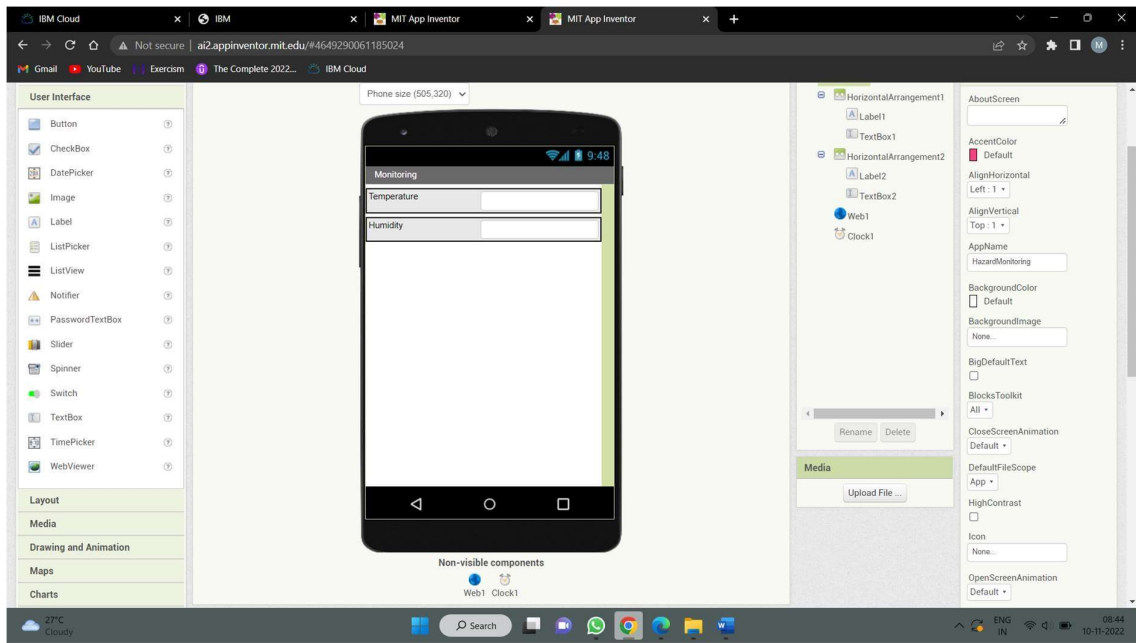 IBM Cloud
IBM
MIT App Inventor
MIT App Inventor
Not secure
ai2.appinventor.mit.edu/#4649290061185024
M
Gmail
YouTube
Exercism
The Complete 2022...
IBM Cloud
User Interface
Button
CheckBox
DatePicker
Image
Label
ListPicker
ListView
Notifier
PasswordTextBox
Slider
Spinner
Switch
TextBox
TimePicker
WebViewer
Layout
Media
Drawing and Animation
Maps
Charts
Phone size (505,320)
9:48
Monitoring
Temperature
Humidity
Non-visible components
Web1 Clock1
HorizontalArrangement1
Label1
TextBox1
HorizontalArrangement2
Label2
TextBox2
Web1
Clock1
Rename Delete
Media
Upload File ...
AboutScreen
AccentColor
Default
AlignHorizontal
Left : 1
AlignVertical
Top : 1
AppName
HazardMonitoring
BackgroundColor
Default
BackgroundImage
None...
BigDefaultText
BlocksToolkit
All
CloseScreenAnimation
Default
DefaultFileScope
App
HighContrast
Icon
None...
OpenScreenAnimation
Default
27°C
Cloudy
Search
ENG
IN
08:44
10-11-2022